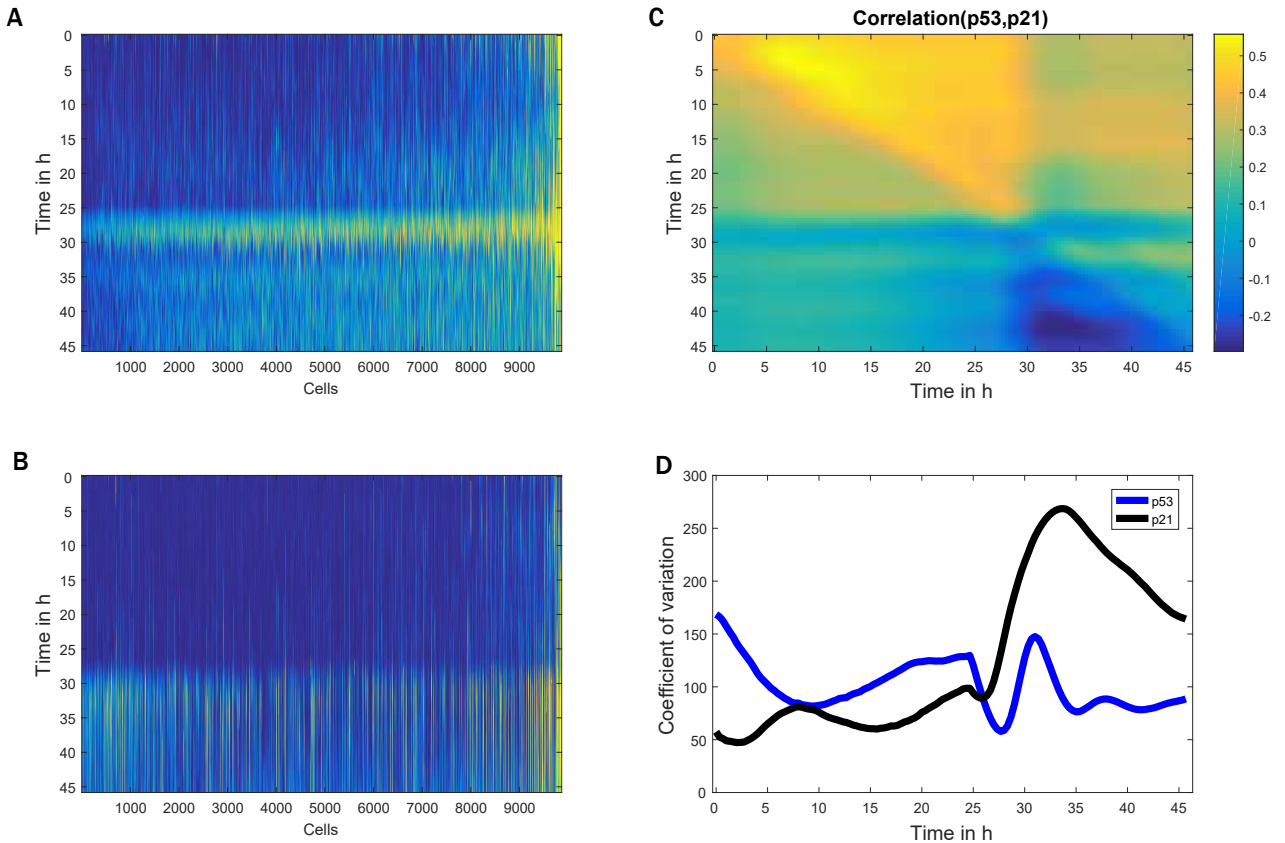 A
Time in h
0
5
10
15
20
25
30
35
40
45
1000 2000 3000 4000 5000 6000 7000 8000 9000
Cells
B
Time in h
0
5
10
15
20
25
30
35
40
45
1000 2000 3000 4000 5000 6000 7000 8000 9000
Cells
C
Correlation(p53,p21)
Time in h
0
5
10
15
20
25
30
35
40
45
0 5 10 15 20 25 30 35 40 45
Time in h
0.5
0.4
0.3
0.2
0.1
0
-0.1
-0.2
D
Coefficient of variation
300
250
200
150
100
50
0
p53
p21
0 5 10 15 20 25 30 35 40 45
Time in h